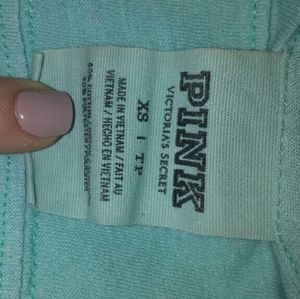 PINK
VICTORIA'S SECRET
XS | TP
MADE IN VIETNAM / FAIT AU
VIETNAM / HECHO EN VIETNAM